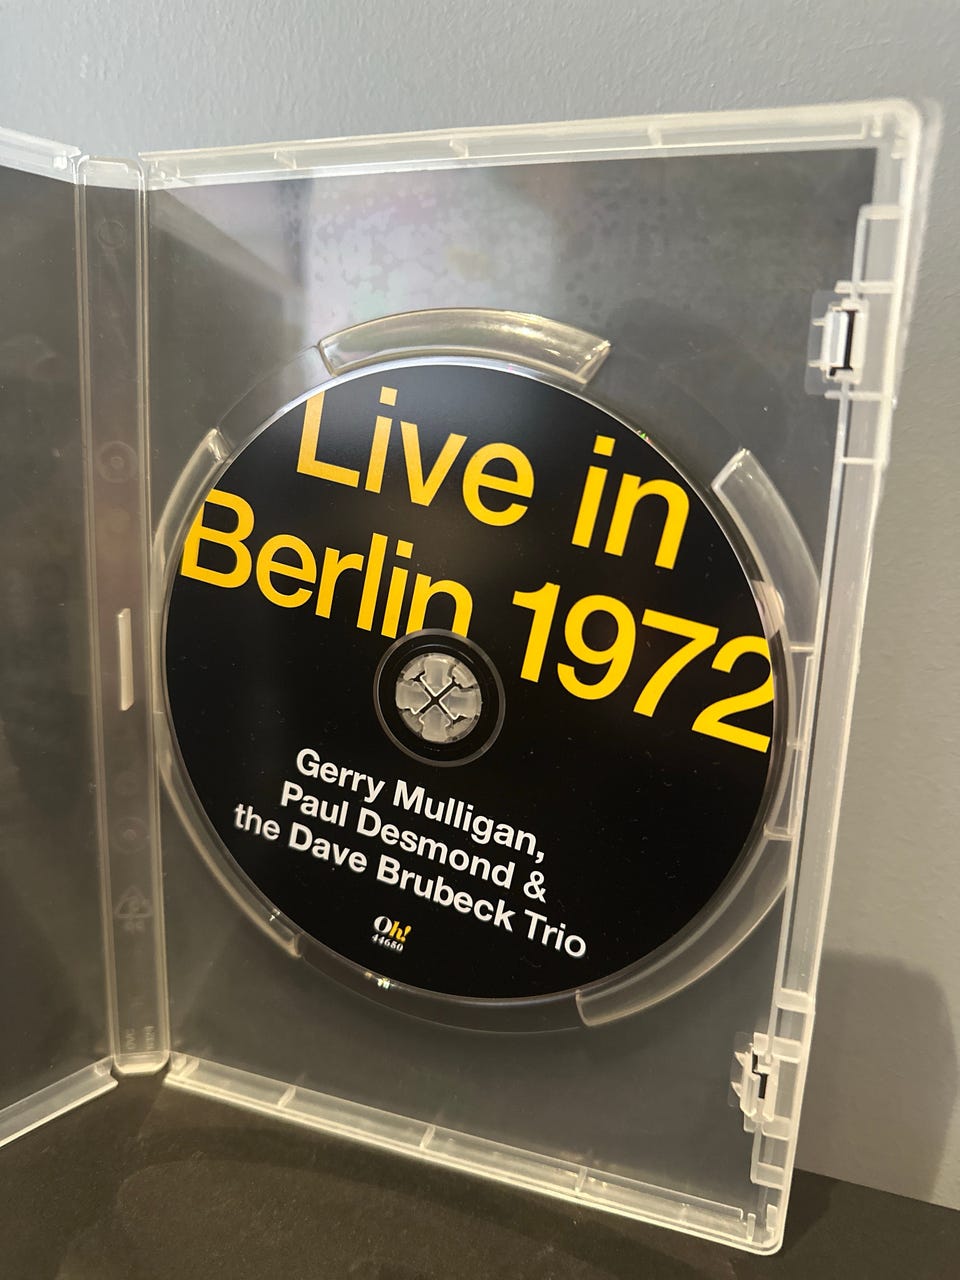 Live in
Berlin 1972
Gerry Mulligan,
Paul Desmond &
the Dave Brubeck Trio
Oh!
44650